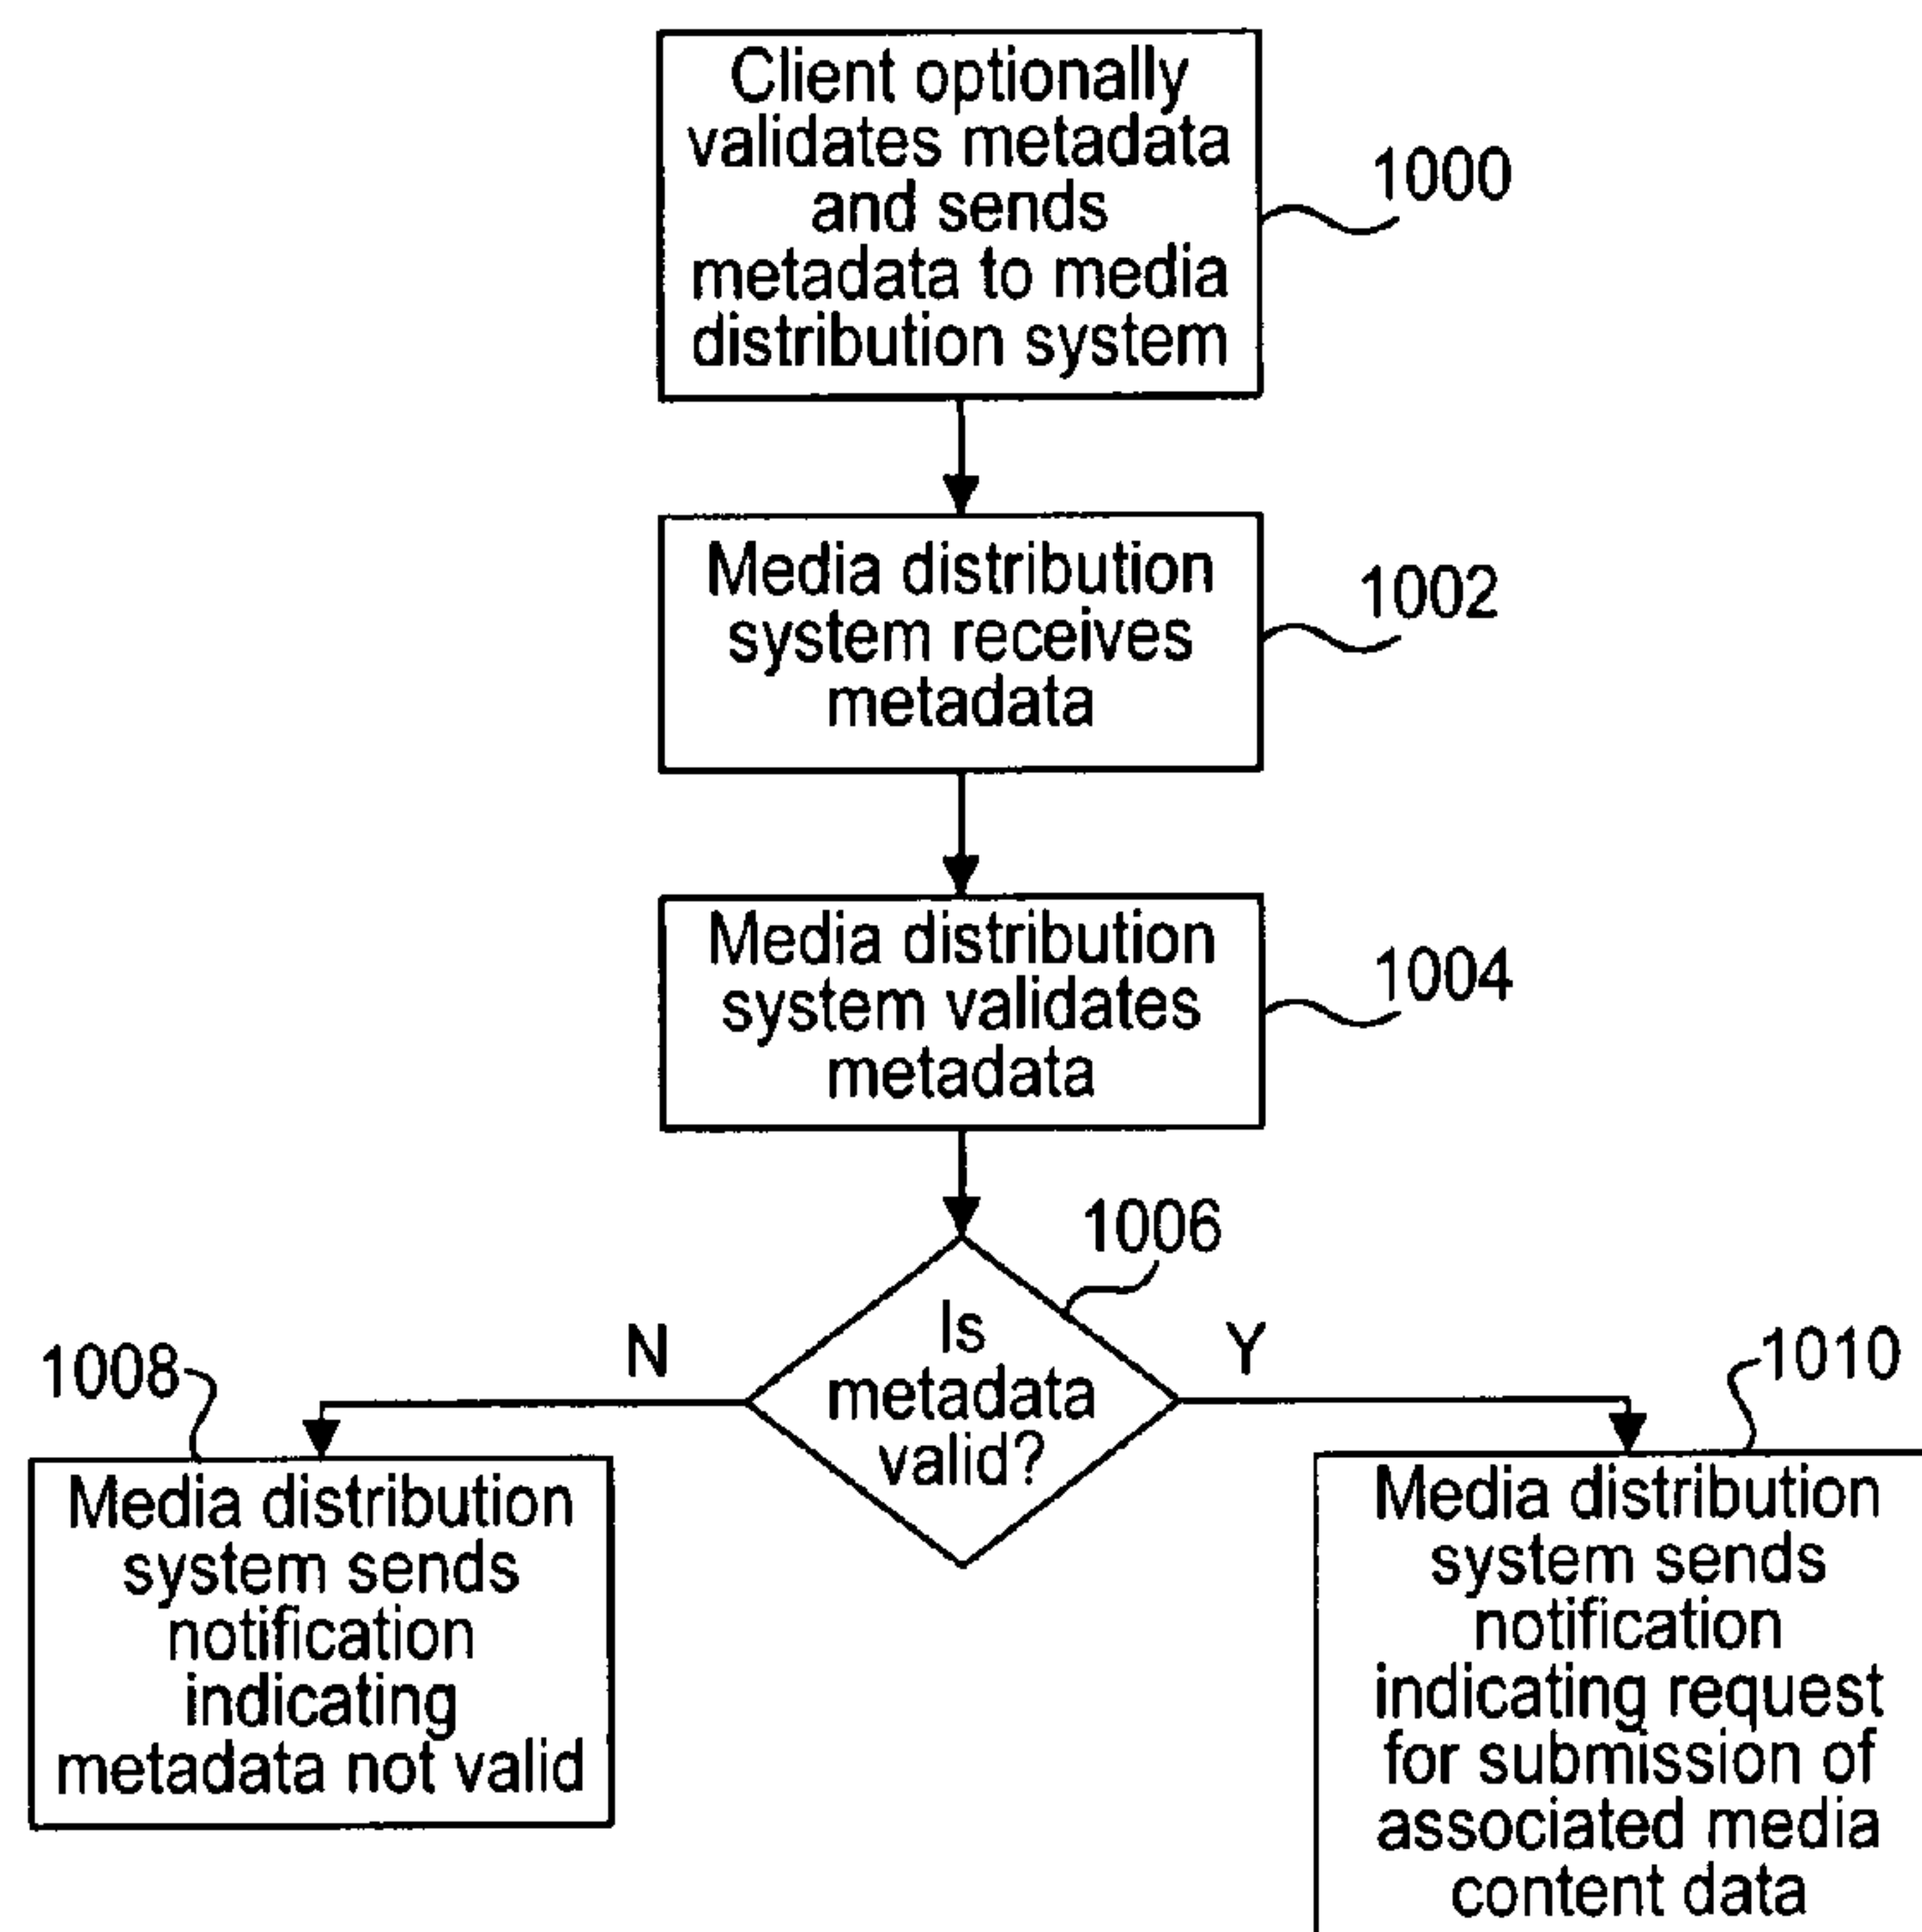 Client optionally
validates metadata
and sends
metadata to media
distribution system
1000
Media distribution
system receives
metadata
1002
Media distribution
system validates
metadata
1004
1006
Is
metadata
valid?
N
Y
1008
Media distribution
system sends
notification
indicating
metadata not valid
1010
Media distribution
system sends
notification
indicating request
for submission of
associated media
content data